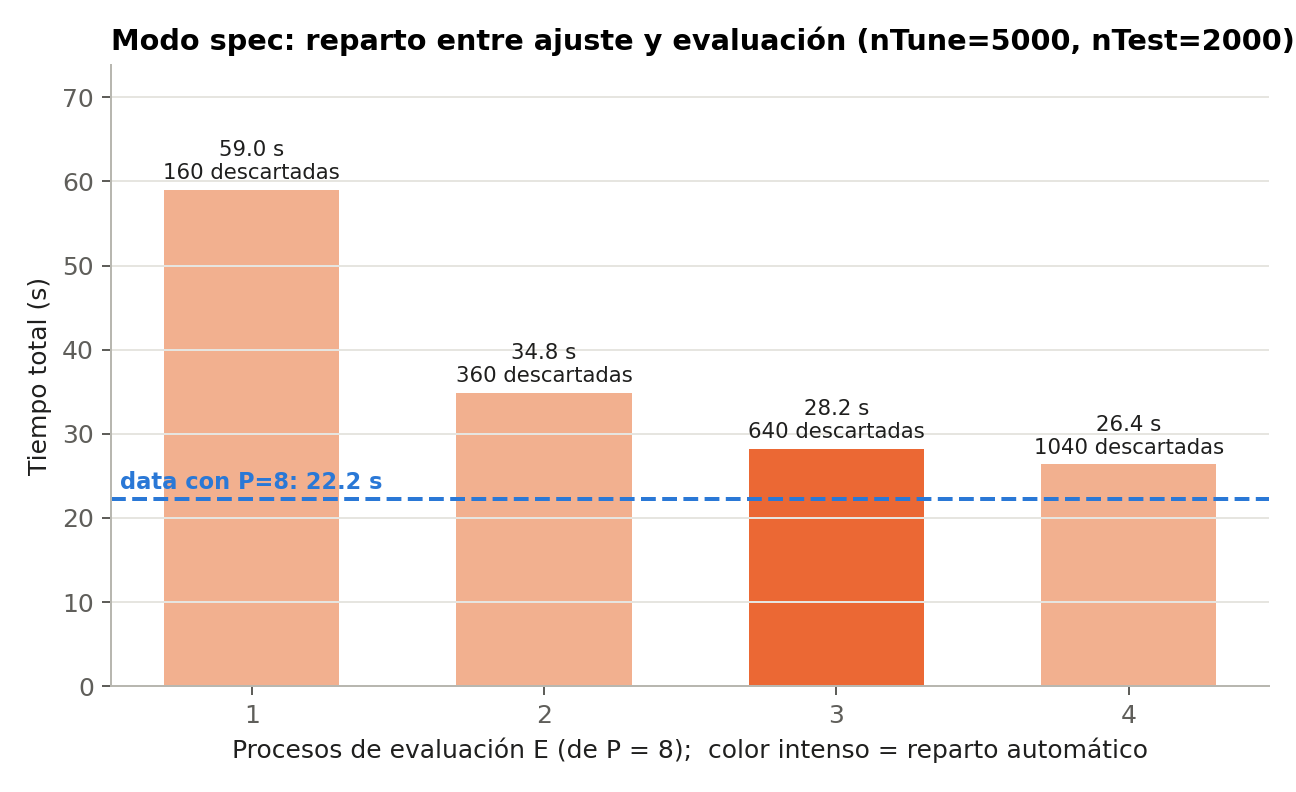 Modo spec: reparto entre ajuste y evaluación (nTune=5000, nTest=2000)
Tiempo total (s)
70
60
50
40
30
20
10
0
59.0 s
160 descartadas
34.8 s
360 descartadas
28.2 s
640 descartadas
26.4 s
1040 descartadas
data con P=8: 22.2 s
1
2
3
4
Procesos de evaluación E (de P = 8);  color intenso = reparto automático